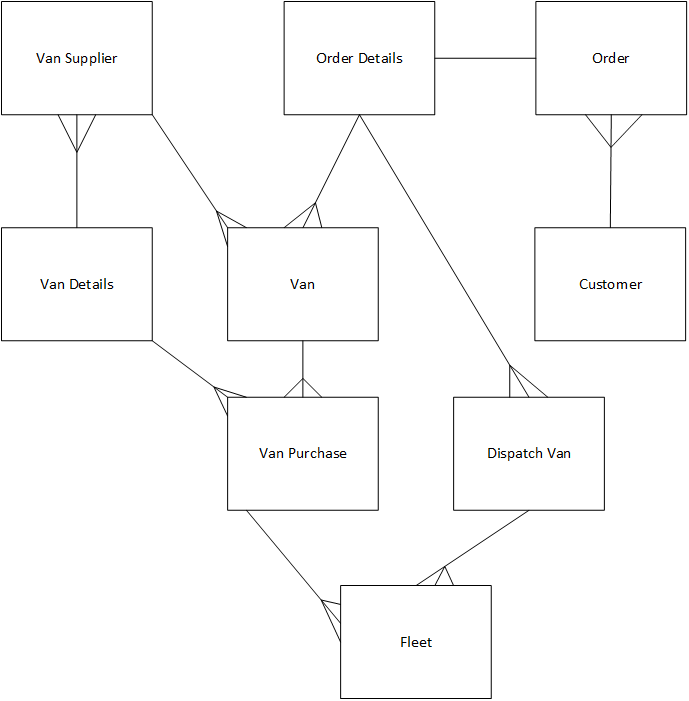 Van Supplier
Order Details
Order
Van Details
Van
Customer
Van Purchase
Dispatch Van
Fleet